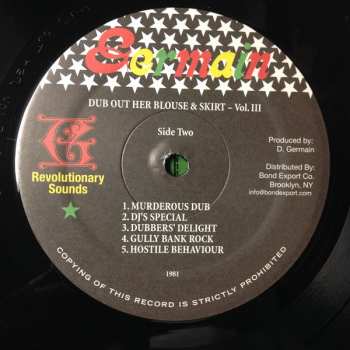 Germain
DUB OUT HER BLOUSE & SKIRT – Vol. III
Side Two
G
Revolutionary
Sounds
Produced by:
D. Germain
Distributed By:
Bond Export Co.
Brooklyn, NY
info@bondexport.com
1. MURDEROUS DUB
2. DJ'S SPECIAL
3. DUBBERS' DELIGHT
4. GULLY BANK ROCK
5. HOSTILE BEHAVIOUR
1981
COPYING OF THIS RECORD IS STRICTLY PROHIBITED